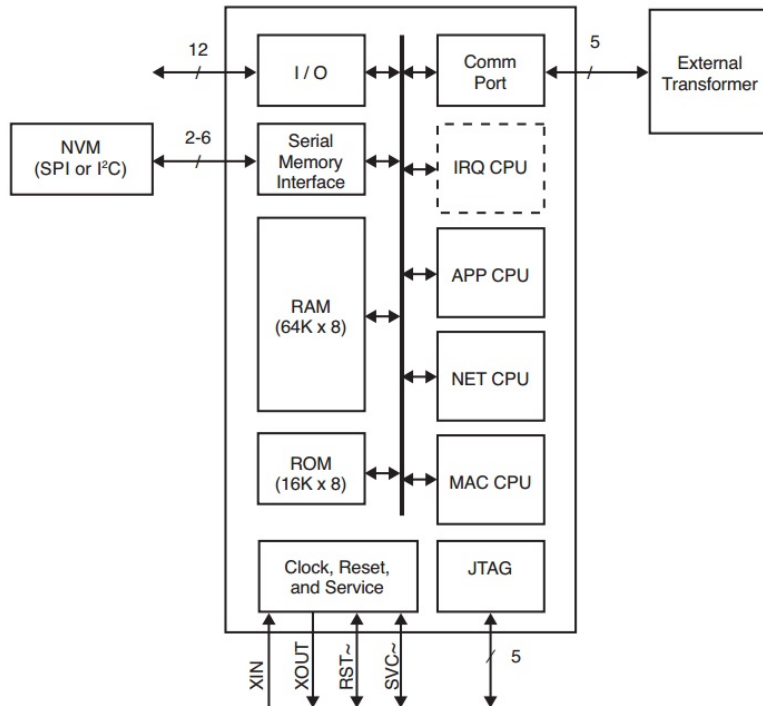 12
I / O
Comm
Port
5
External
Transformer
NVM
(SPI or I²C)
2-6
Serial
Memory
Interface
IRQ CPU
RAM
(64K x 8)
APP CPU
NET CPU
ROM
(16K x 8)
MAC CPU
Clock, Reset,
and Service
JTAG
XIN
XOUT
RST~
SVC~
5